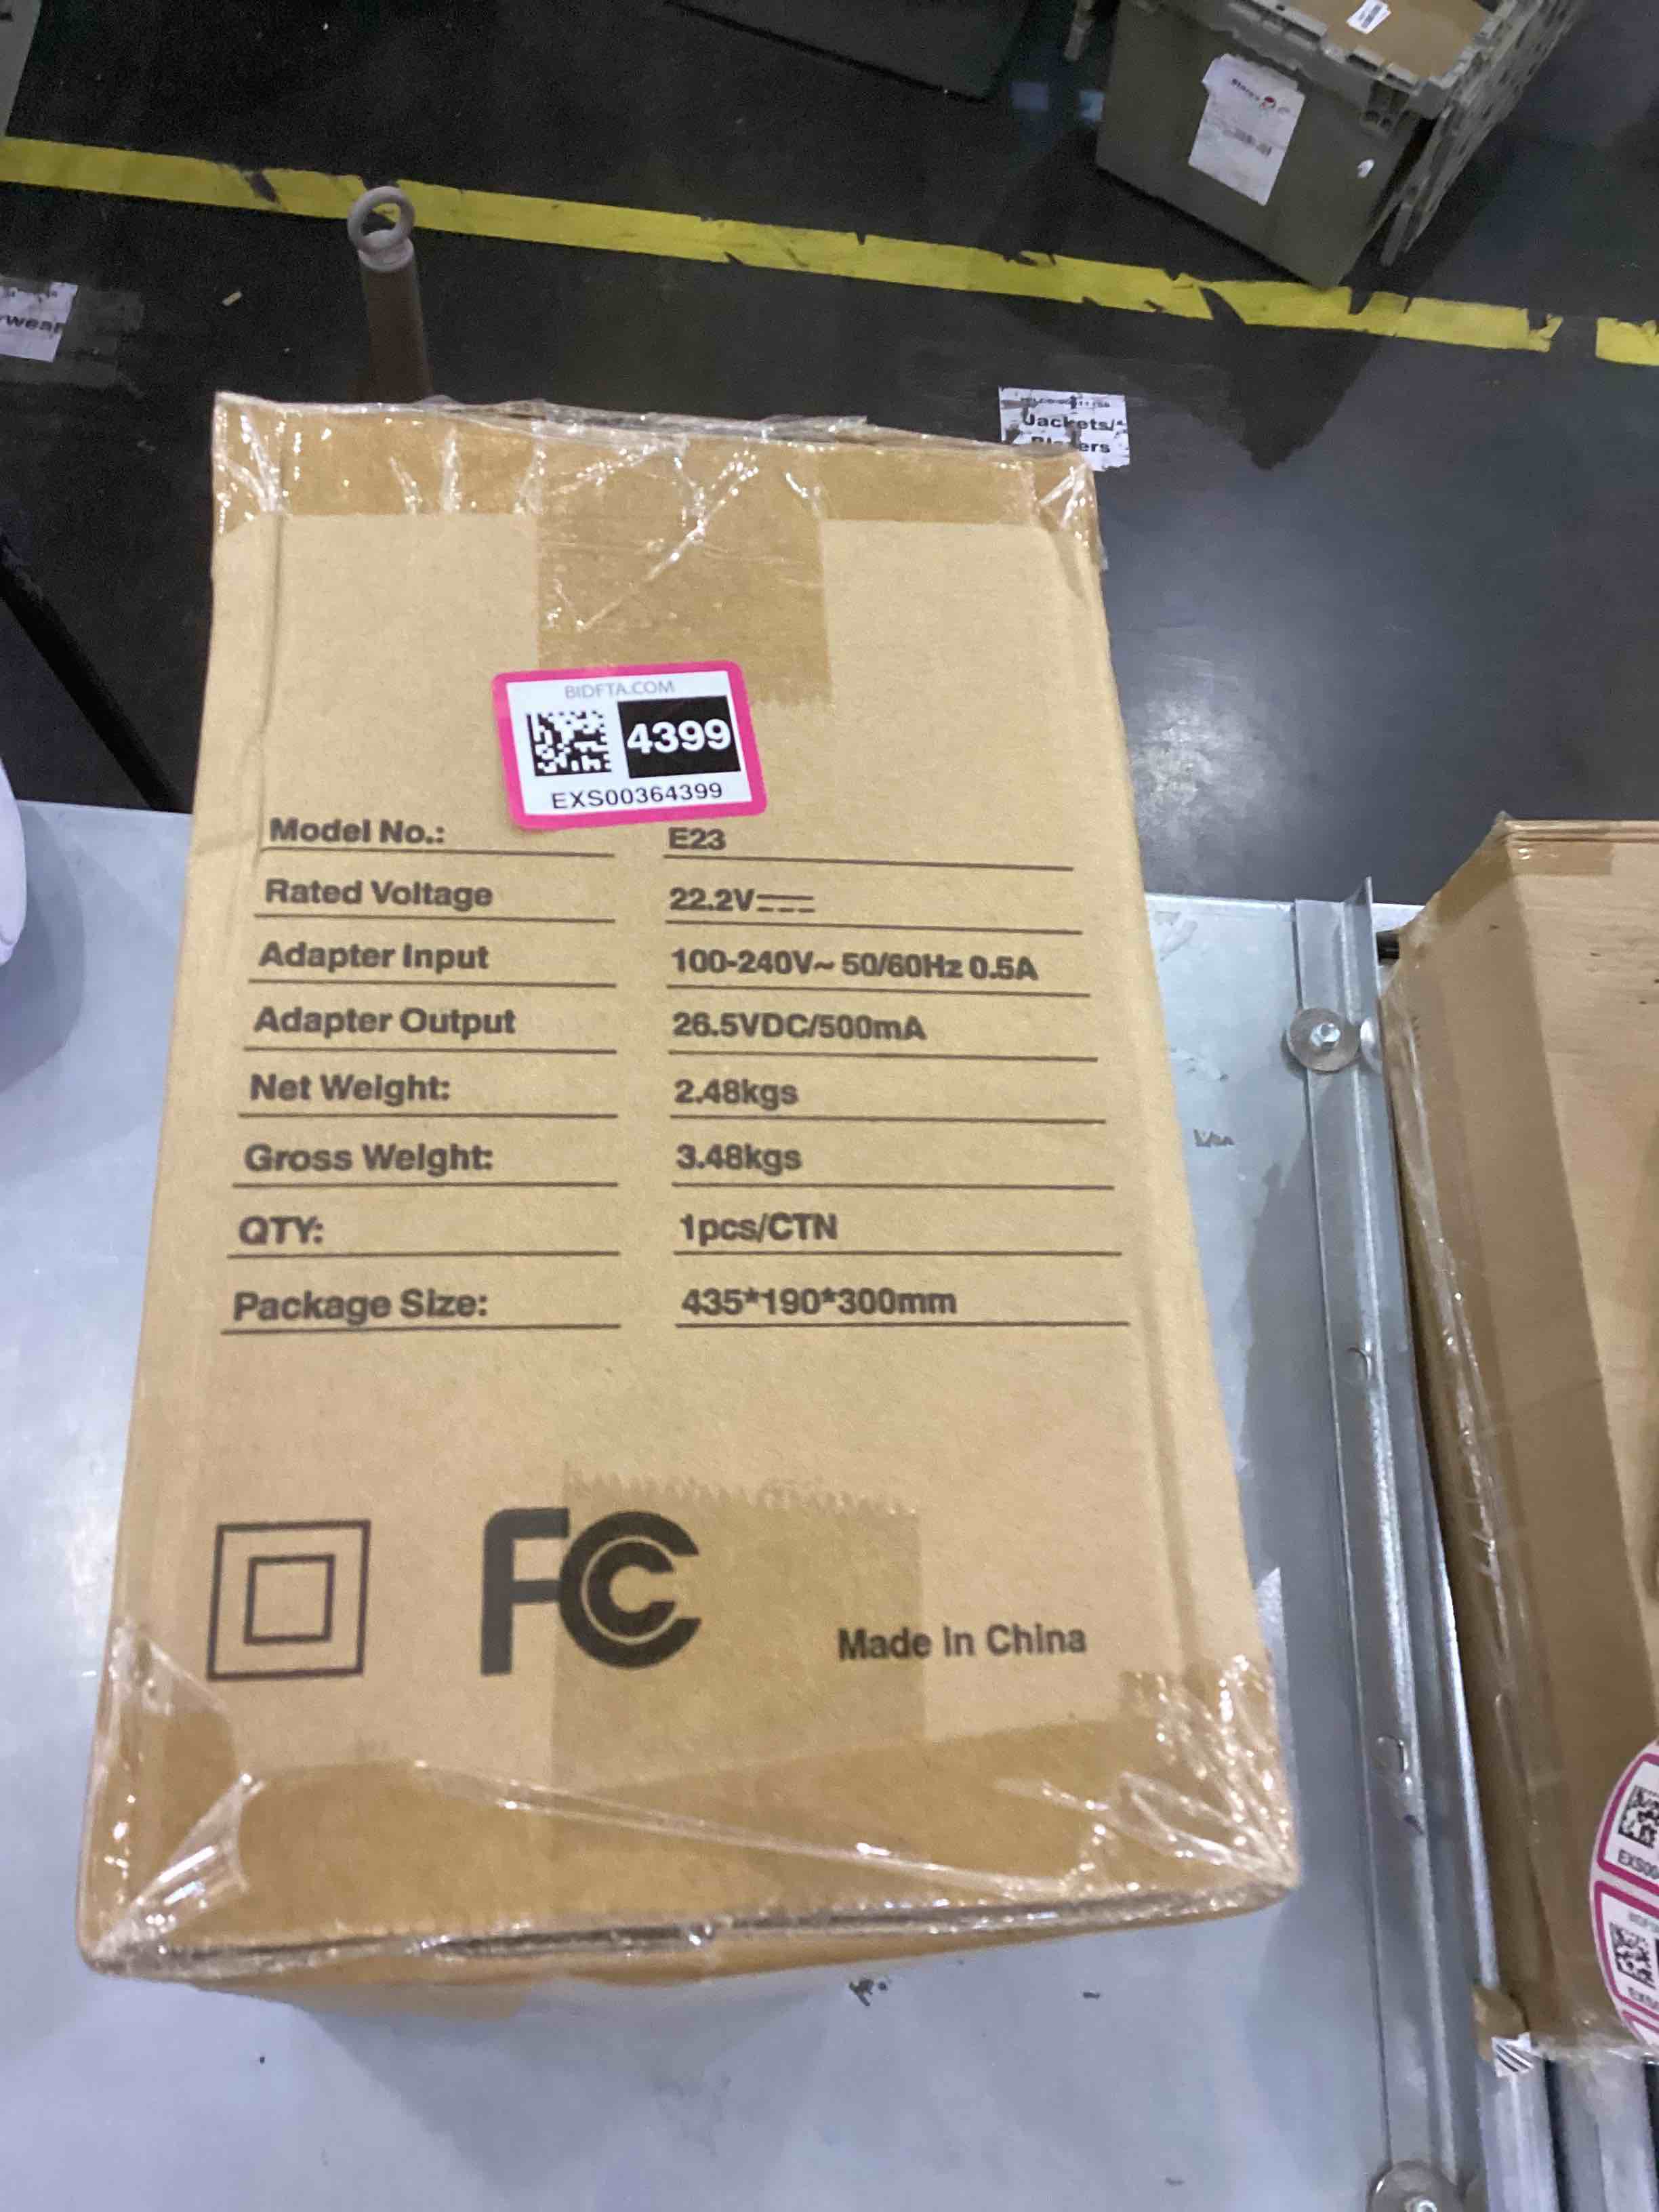 Jackets/
BIDFTA.COM
4399
EXS00364399
Model No.: E23
Rated Voltage 22.2V⎓
Adapter Input 100-240V~ 50/60Hz 0.5A
Adapter Output 26.5VDC/500mA
Net Weight: 2.48kgs
Gross Weight: 3.48kgs
QTY: 1pcs/CTN
Package Size: 435*190*300mm
FC
Made in China